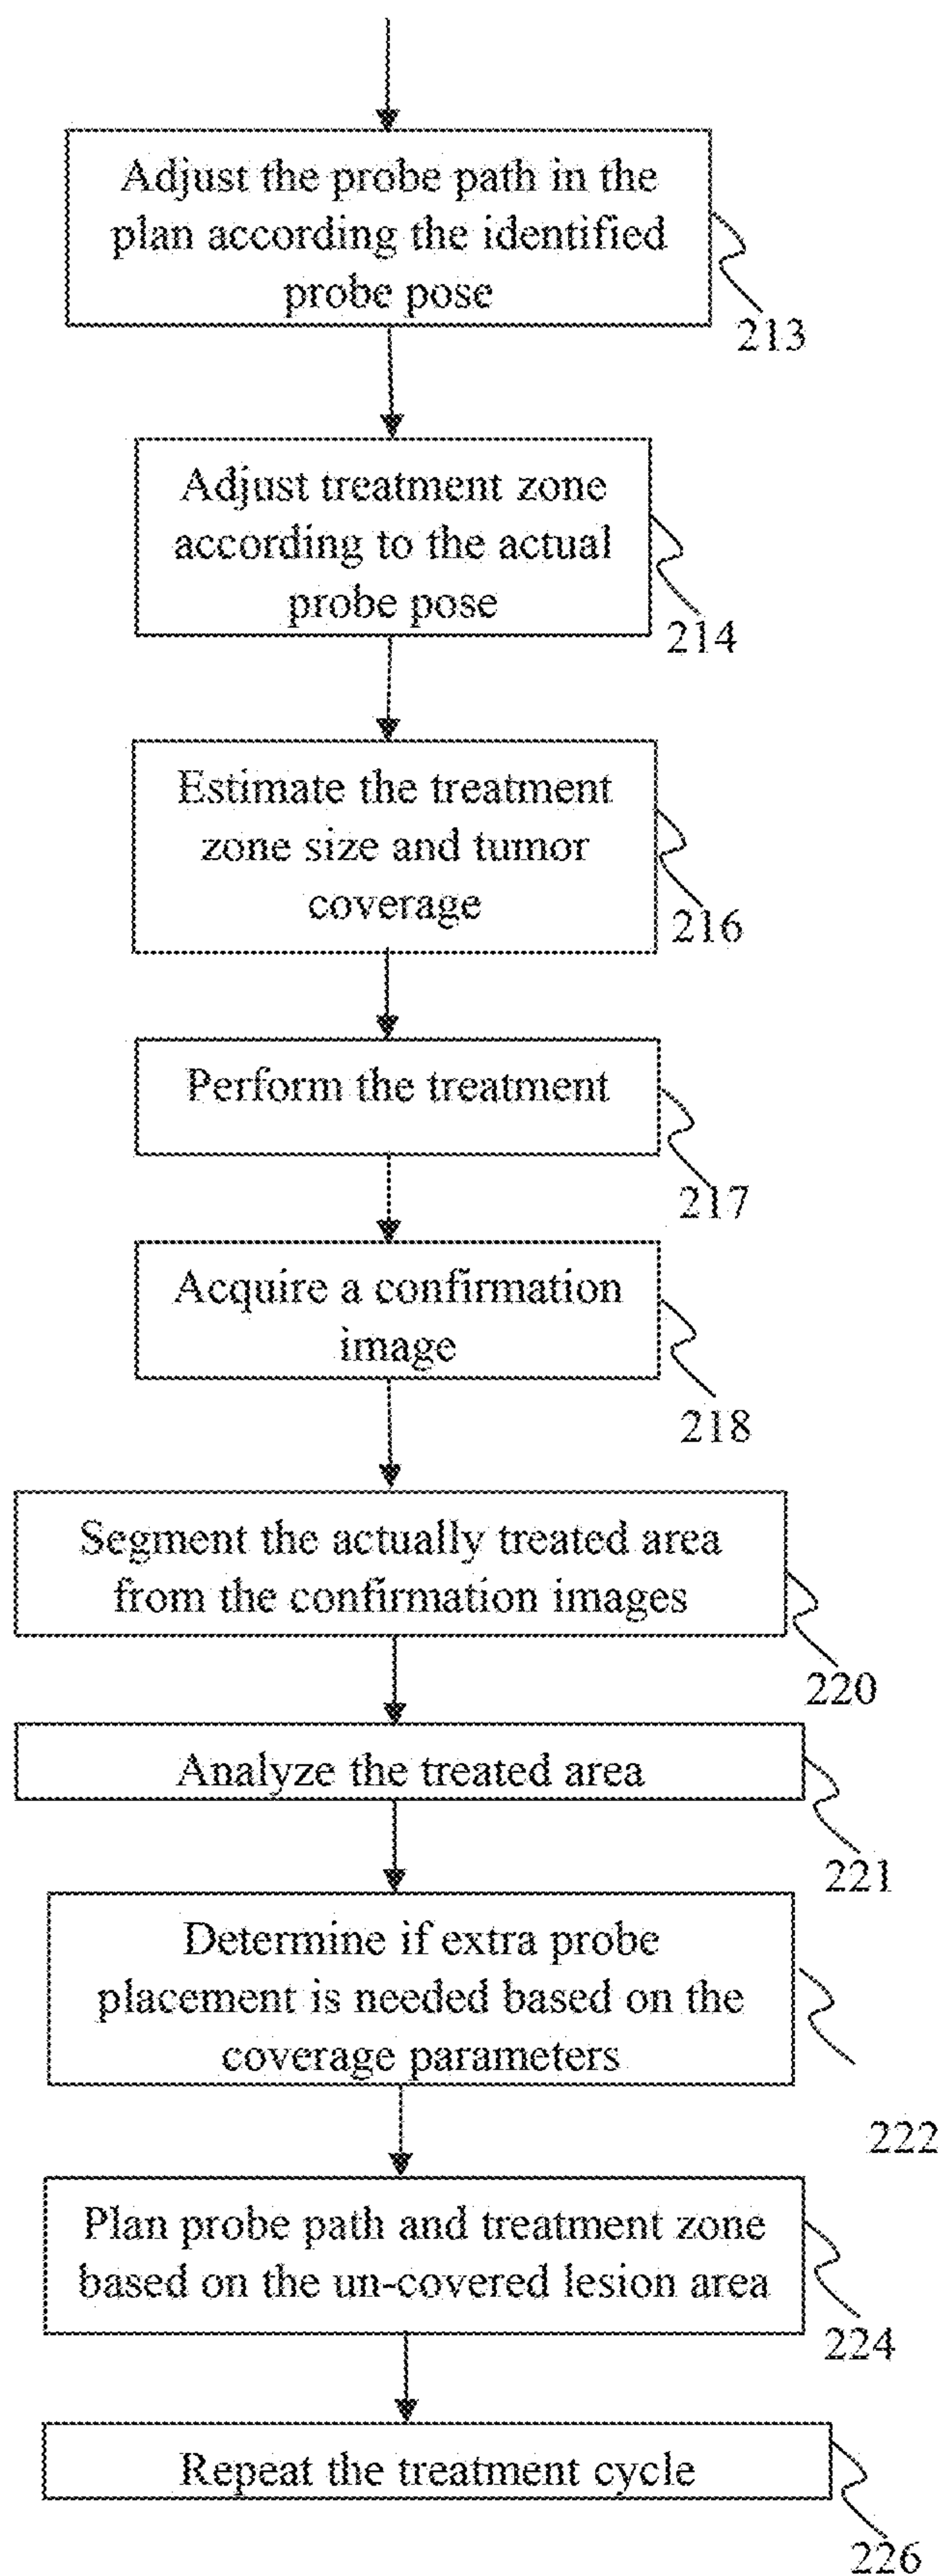 Adjust the probe path in the
plan according the identified
probe pose
213
Adjust treatment zone
according to the actual
probe pose
214
Estimate the treatment
zone size and tumor
coverage
216
Perform the treatment
217
Acquire a confirmation
image
218
Segment the actually treated area
from the confirmation images
220
Analyze the treated area
221
Determine if extra probe
placement is needed based on the
coverage parameters
222
Plan probe path and treatment zone
based on the un-covered lesion area
224
Repeat the treatment cycle
226